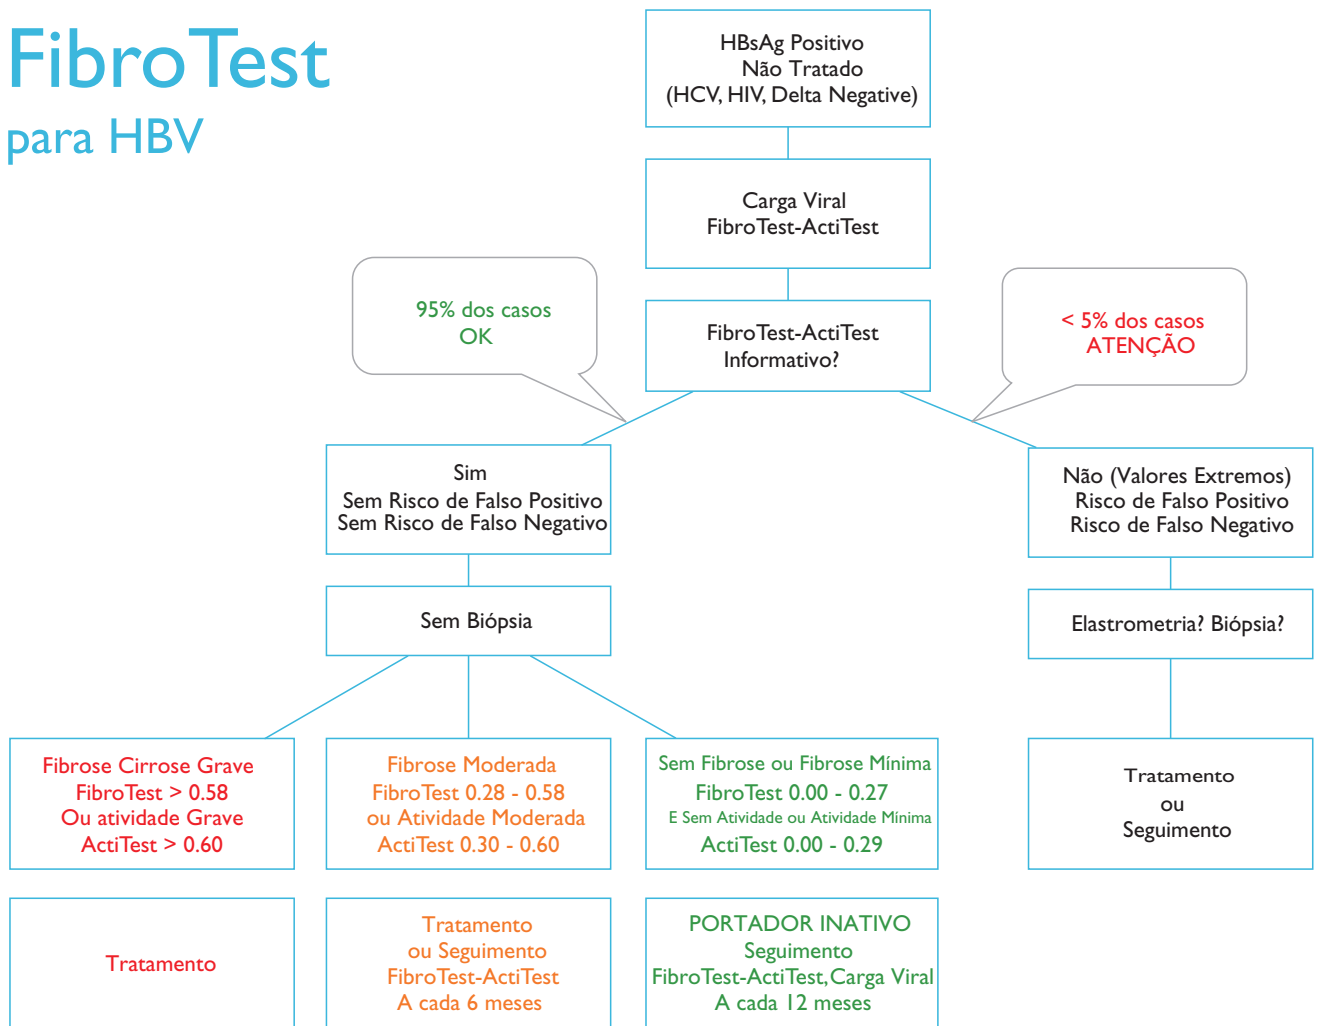 FibroTest
para HBV
HBsAg Positivo
Não Tratado
(HCV, HIV, Delta Negative)
Carga Viral
FibroTest-ActiTest
FibroTest-ActiTest
Informativo?
95% dos casos
OK
< 5% dos casos
ATENÇÃO
Sim
Sem Risco de Falso Positivo
Sem Risco de Falso Negativo
Não (Valores Extremos)
Risco de Falso Positivo
Risco de Falso Negativo
Sem Biópsia
Elastrometria? Biópsia?
Fibrose Cirrose Grave
FibroTest > 0.58
Ou atividade Grave
ActiTest > 0.60
Fibrose Moderada
FibroTest 0.28 - 0.58
ou Atividade Moderada
ActiTest 0.30 - 0.60
Sem Fibrose ou Fibrose Mínima
FibroTest 0.00 - 0.27
E Sem Atividade ou Atividade Mínima
ActiTest 0.00 - 0.29
Tratamento
ou
Seguimento
Tratamento
Tratamento
ou Seguimento
FibroTest-ActiTest
A cada 6 meses
PORTADOR INATIVO
Seguimento
FibroTest-ActiTest, Carga Viral
A cada 12 meses